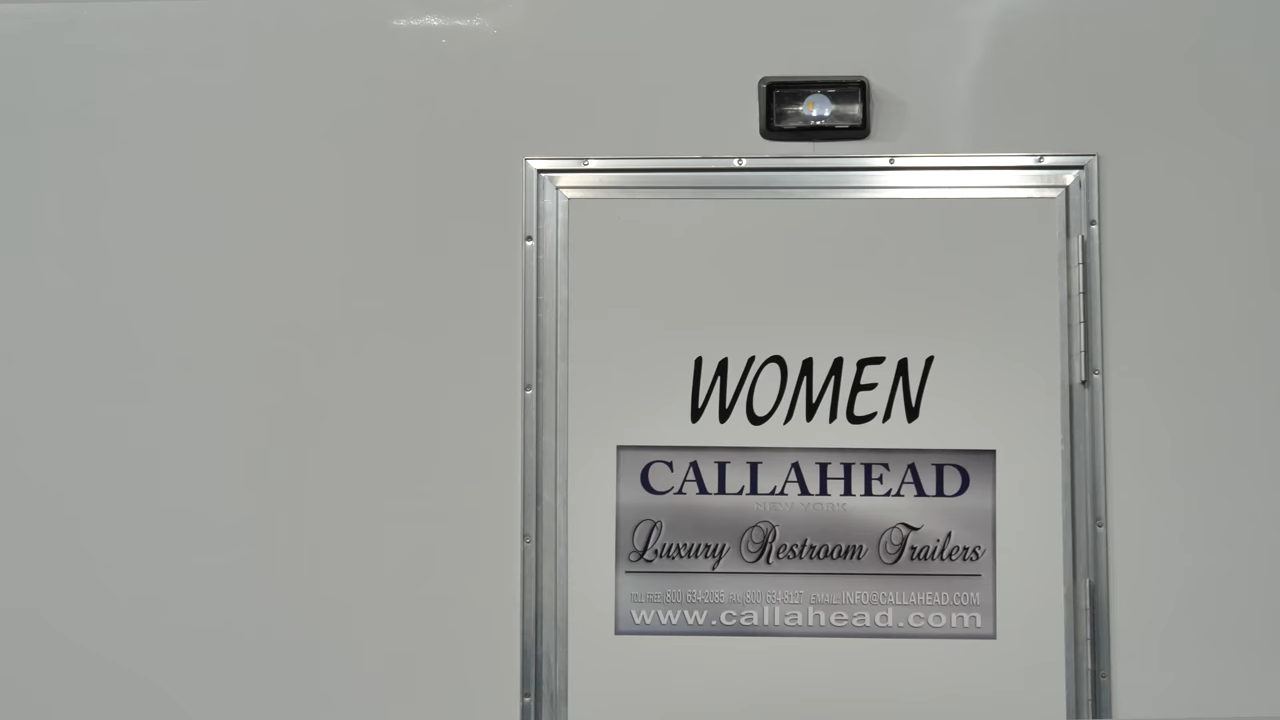 WOMEN
CALLAHEAD
NEW YORK
Luxury Restroom Trailers
TOLL FREE: (800) 634-2085 FAX: (800) 634-8127 EMAIL: INFO@CALLAHEAD.COM
www.callahead.com